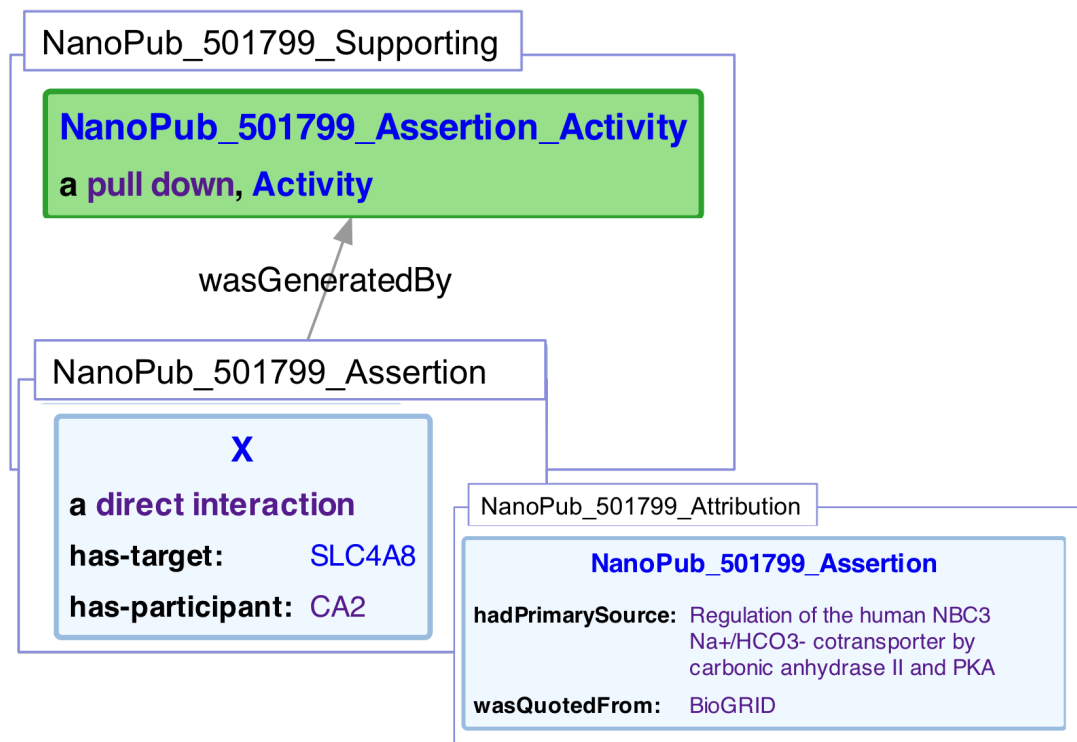 NanoPub_501799_Supporting
NanoPub_501799_Assertion_Activity
a pull down, Activity
wasGeneratedBy
NanoPub_501799_Assertion
X
a direct interaction
has-target: SLC4A8
has-participant: CA2
NanoPub_501799_Attribution
NanoPub_501799_Assertion
hadPrimarySource: Regulation of the human NBC3
Na+/HCO3- cotransporter by
carbonic anhydrase II and PKA
wasQuotedFrom: BioGRID